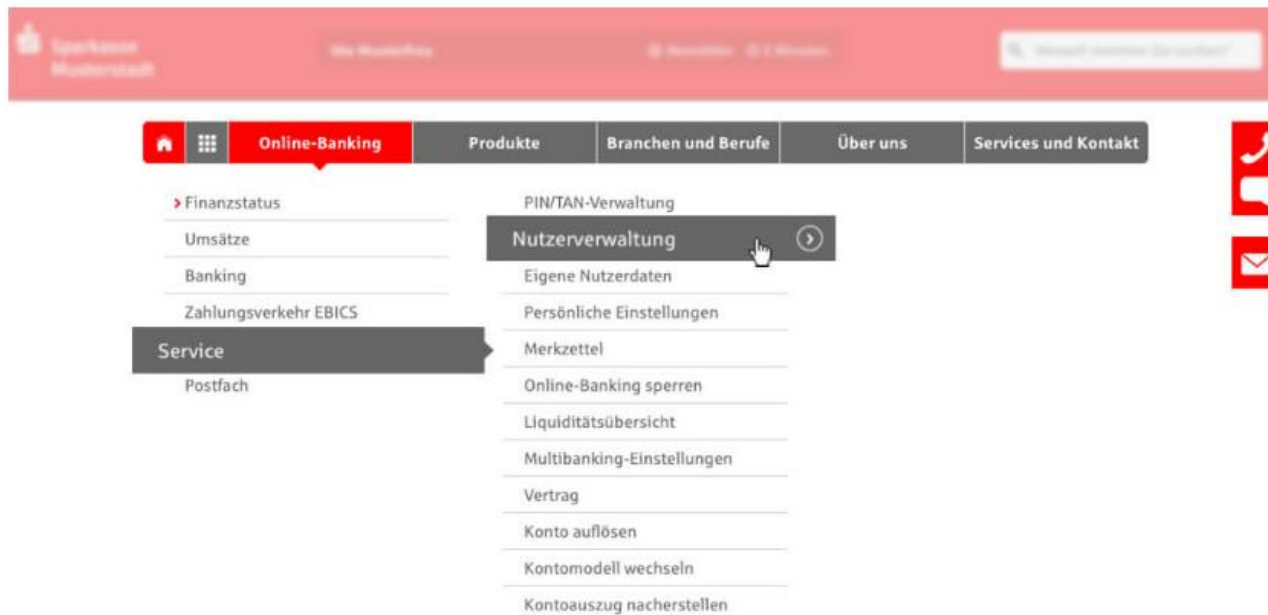 Sparkasse
Musterstadt
Online-Banking
Produkte
Branchen und Berufe
Über uns
Services und Kontakt
Finanzstatus
Umsätze
Banking
Zahlungsverkehr EBICS
Service
Postfach
PIN/TAN-Verwaltung
Nutzerverwaltung
Eigene Nutzerdaten
Persönliche Einstellungen
Merkzettel
Online-Banking sperren
Liquiditätsübersicht
Multibanking-Einstellungen
Vertrag
Konto auflösen
Kontomodell wechseln
Kontoauszug nacherstellen